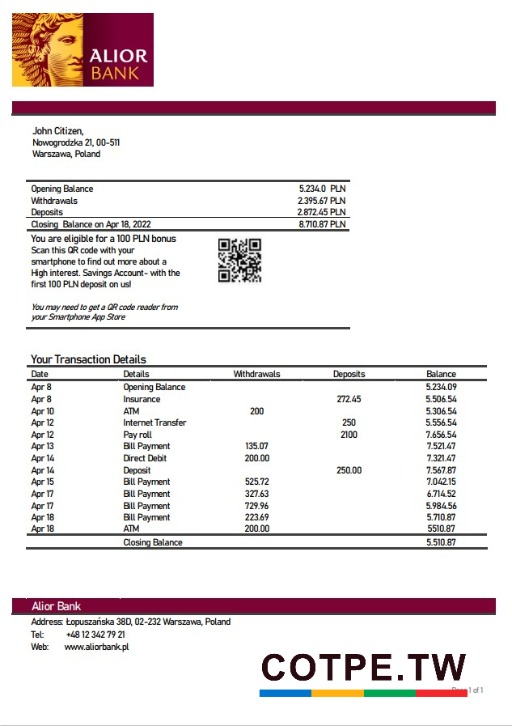 ALIOR
BANK
John Citizen,
Nowogrodzka 21, 00-511
Warszawa, Poland
Opening Balance 5.234.0 PLN
Withdrawals 2.395.67 PLN
Deposits 2.872.45 PLN
Closing Balance on Apr 18, 2022 8.710.87 PLN
You are eligible for a 100 PLN bonus
Scan this QR code with your
smartphone to find out more about a
High interest. Savings Account- with the
first 100 PLN deposit on us!
You may need to get a QR code reader from
your Smartphone App Store
Your Transaction Details
Date Details Withdrawals Deposits Balance
Apr 8 Opening Balance 5.234.09
Apr 8 Insurance 272.45 5.506.54
Apr 10 ATM 200 5.306.54
Apr 12 Internet Transfer 250 5.556.54
Apr 12 Pay roll 2100 7.656.54
Apr 13 Bill Payment 135.07 7.521.47
Apr 14 Direct Debit 200.00 7.321.47
Apr 14 Deposit 250.00 7.567.87
Apr 15 Bill Payment 525.72 7.042.15
Apr 17 Bill Payment 327.63 6.714.52
Apr 17 Bill Payment 729.96 5.984.56
Apr 18 Bill Payment 223.69 5.710.87
Apr 18 ATM 200.00 5510.87
Closing Balance 5.510.87
Alior Bank
Address: Łopuszańska 38D, 02-232 Warszawa, Poland
Tel: +48 12 342 79 21
Web: www.aliorbank.pl
COTPE.TW
1 of 1